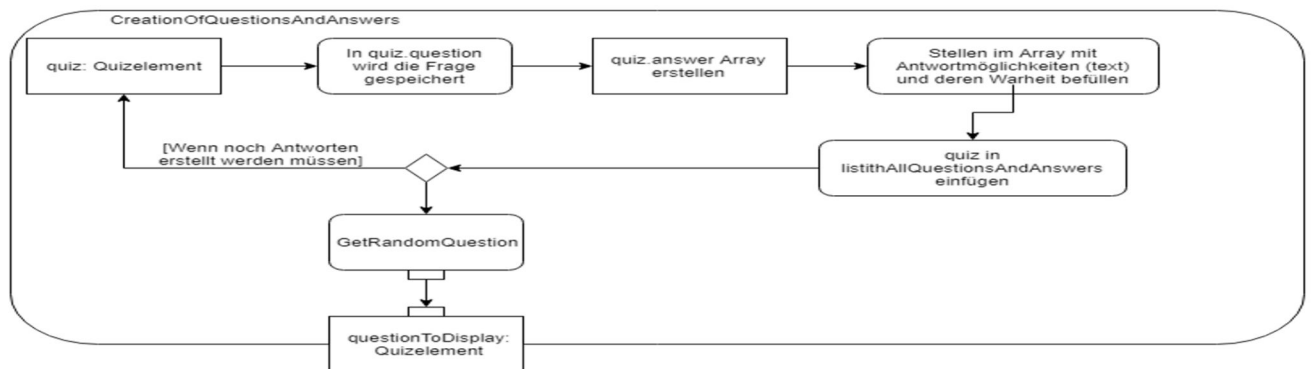 CreationOfQuestionsAndAnswers
quiz: Quizelement
In quiz.question
wird die Frage
gespeichert
quiz.answer Array
erstellen
Stellen im Array mit
Antwortmöglichkeiten (text)
und deren Warheit befüllen
[Wenn noch Antworten
erstellt werden müssen]
quiz in
listithAllQuestionsAndAnswers
einfügen
GetRandomQuestion
questionToDisplay:
Quizelement